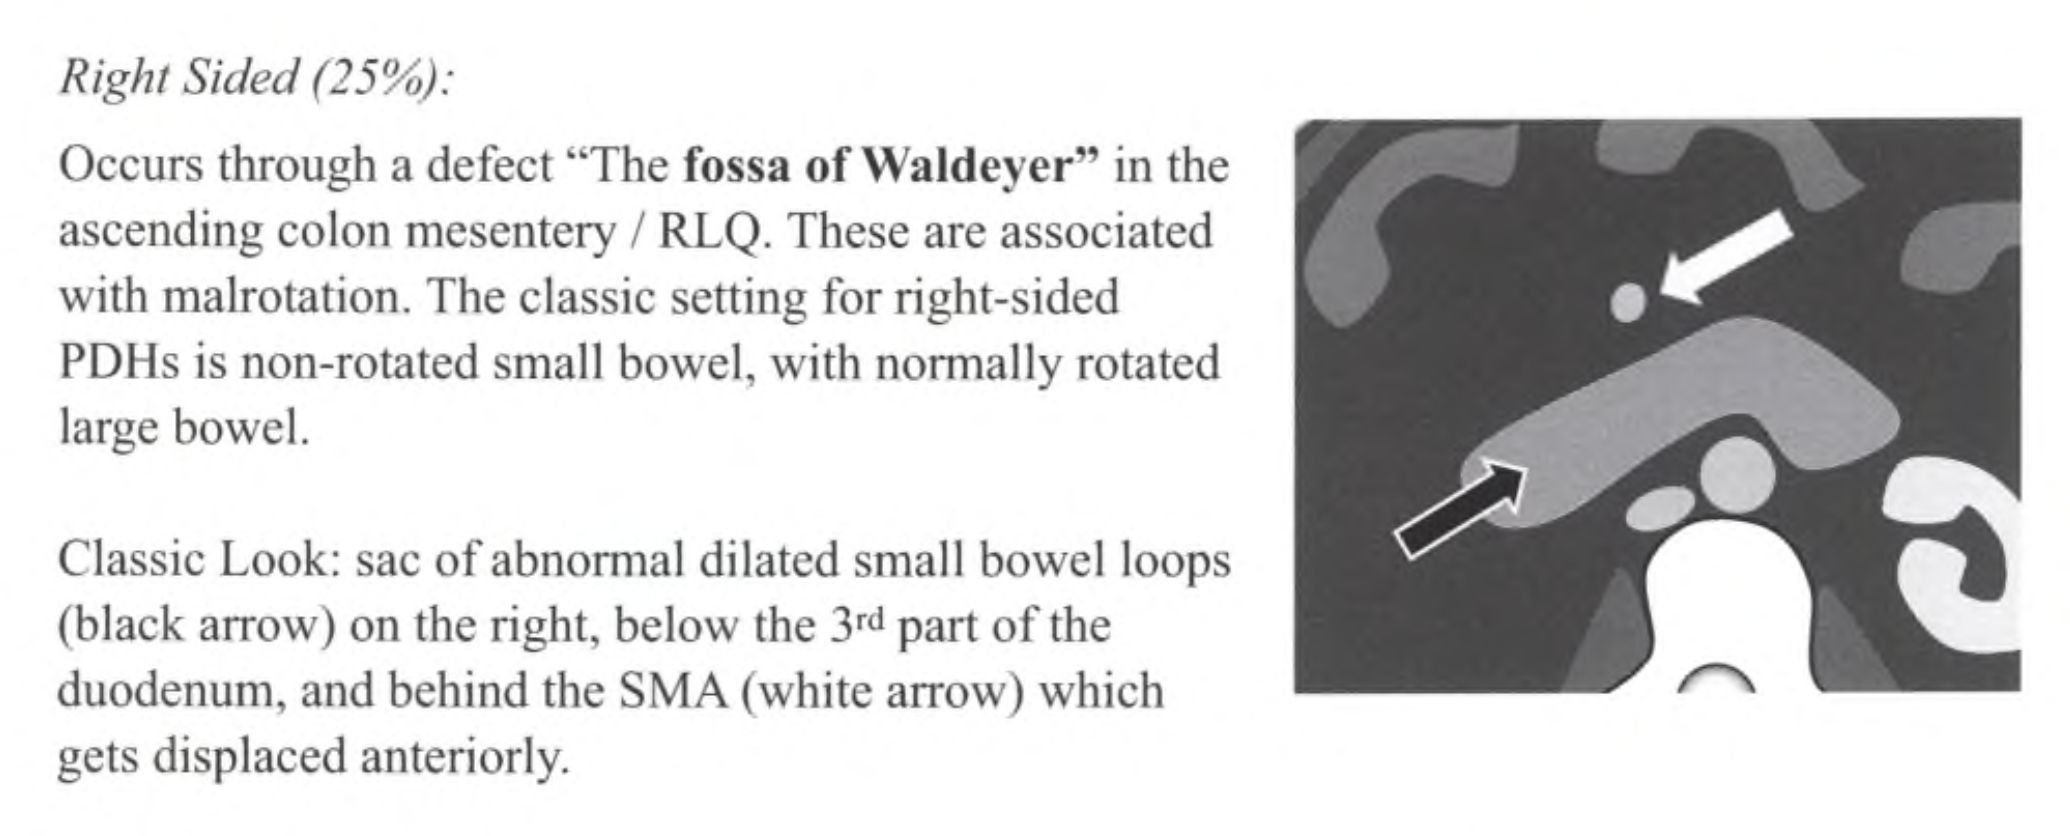 Right Sided (25%):
Occurs through a defect “The fossa of Waldeyer” in the
ascending colon mesentery / RLQ. These are associated
with malrotation. The classic setting for right-sided
PDHs is non-rotated small bowel, with normally rotated
large bowel.
Classic Look: sac of abnormal dilated small bowel loops
(black arrow) on the right, below the 3rd part of the
duodenum, and behind the SMA (white arrow) which
gets displaced anteriorly.